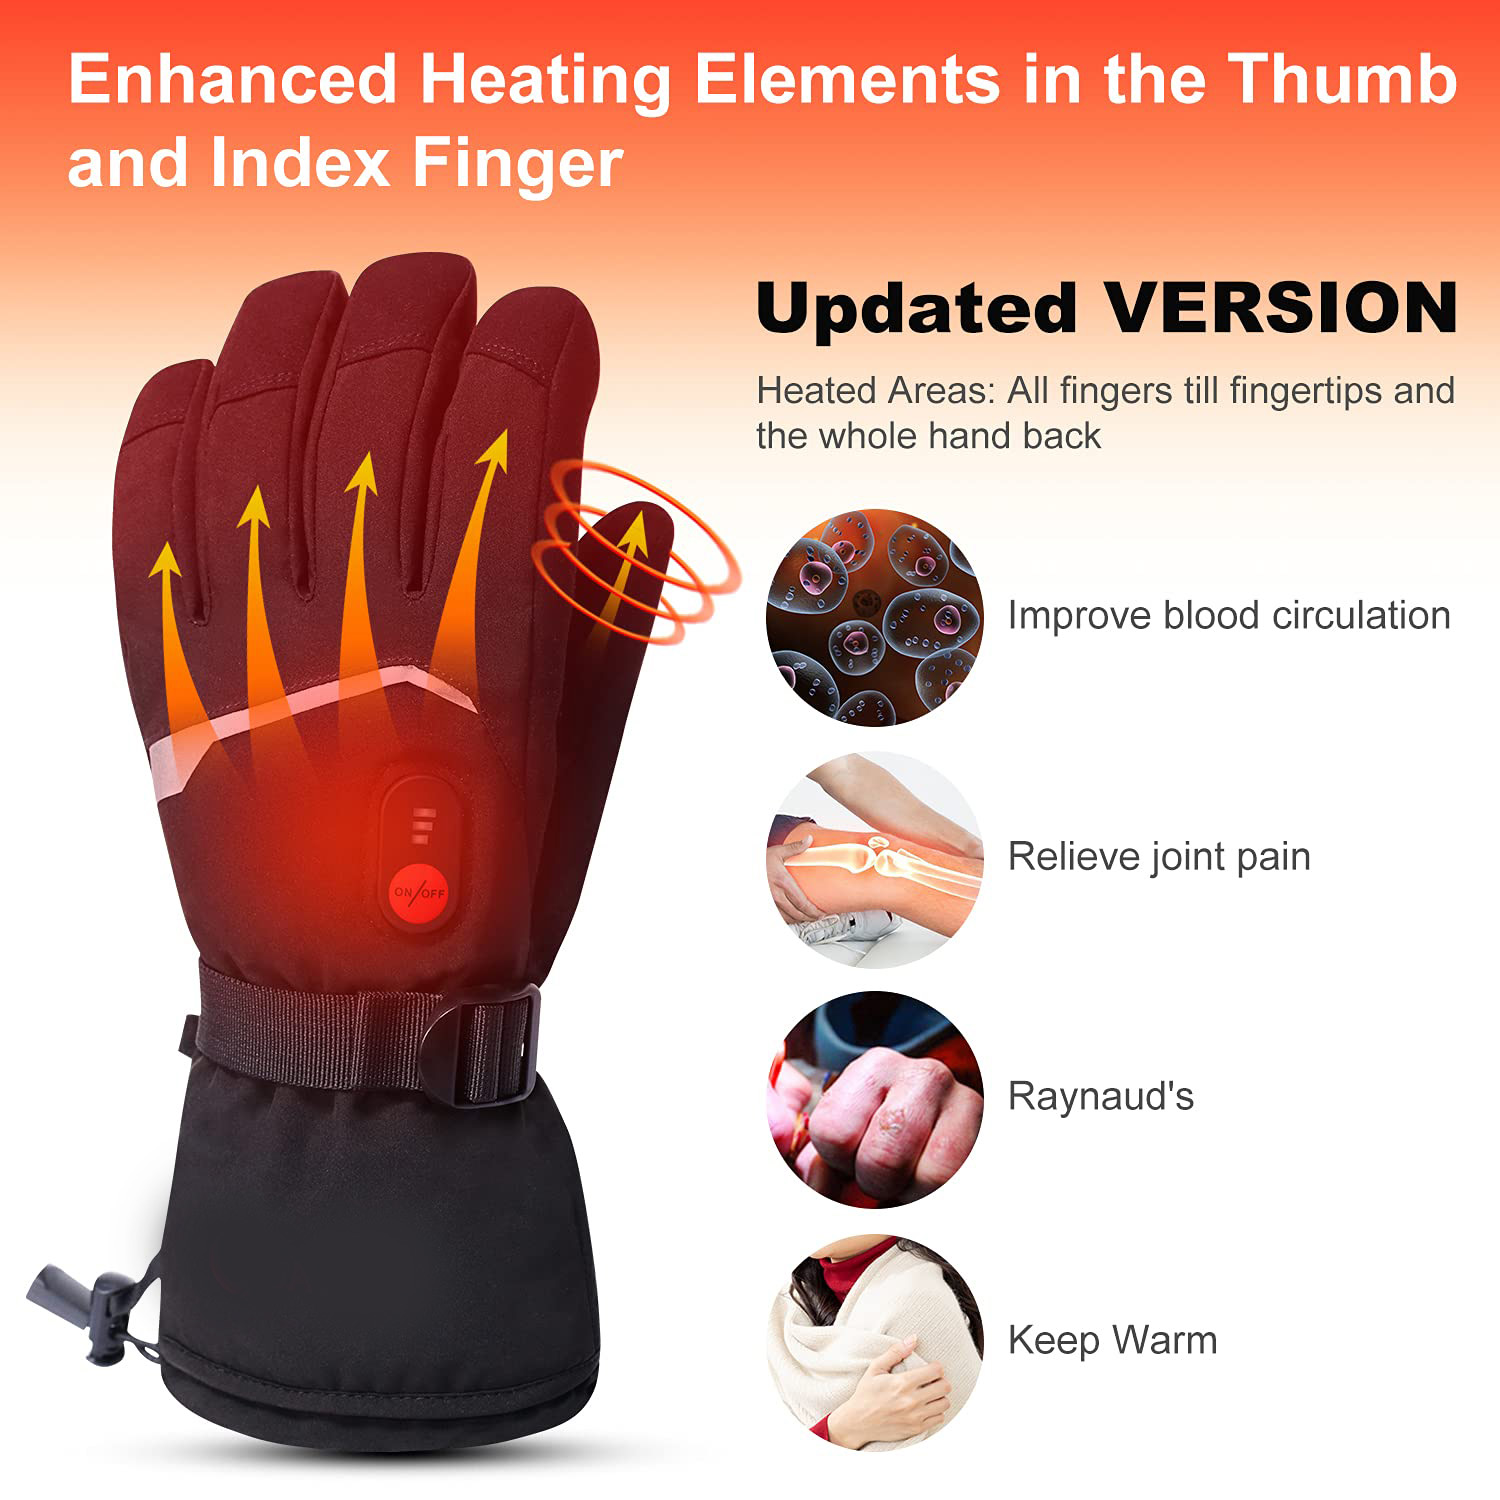 Enhanced Heating Elements in the Thumb
and Index Finger
Updated VERSION
Heated Areas: All fingers till fingertips and
the whole hand back
Improve blood circulation
Relieve joint pain
ON/OFF
Raynaud's
Keep Warm